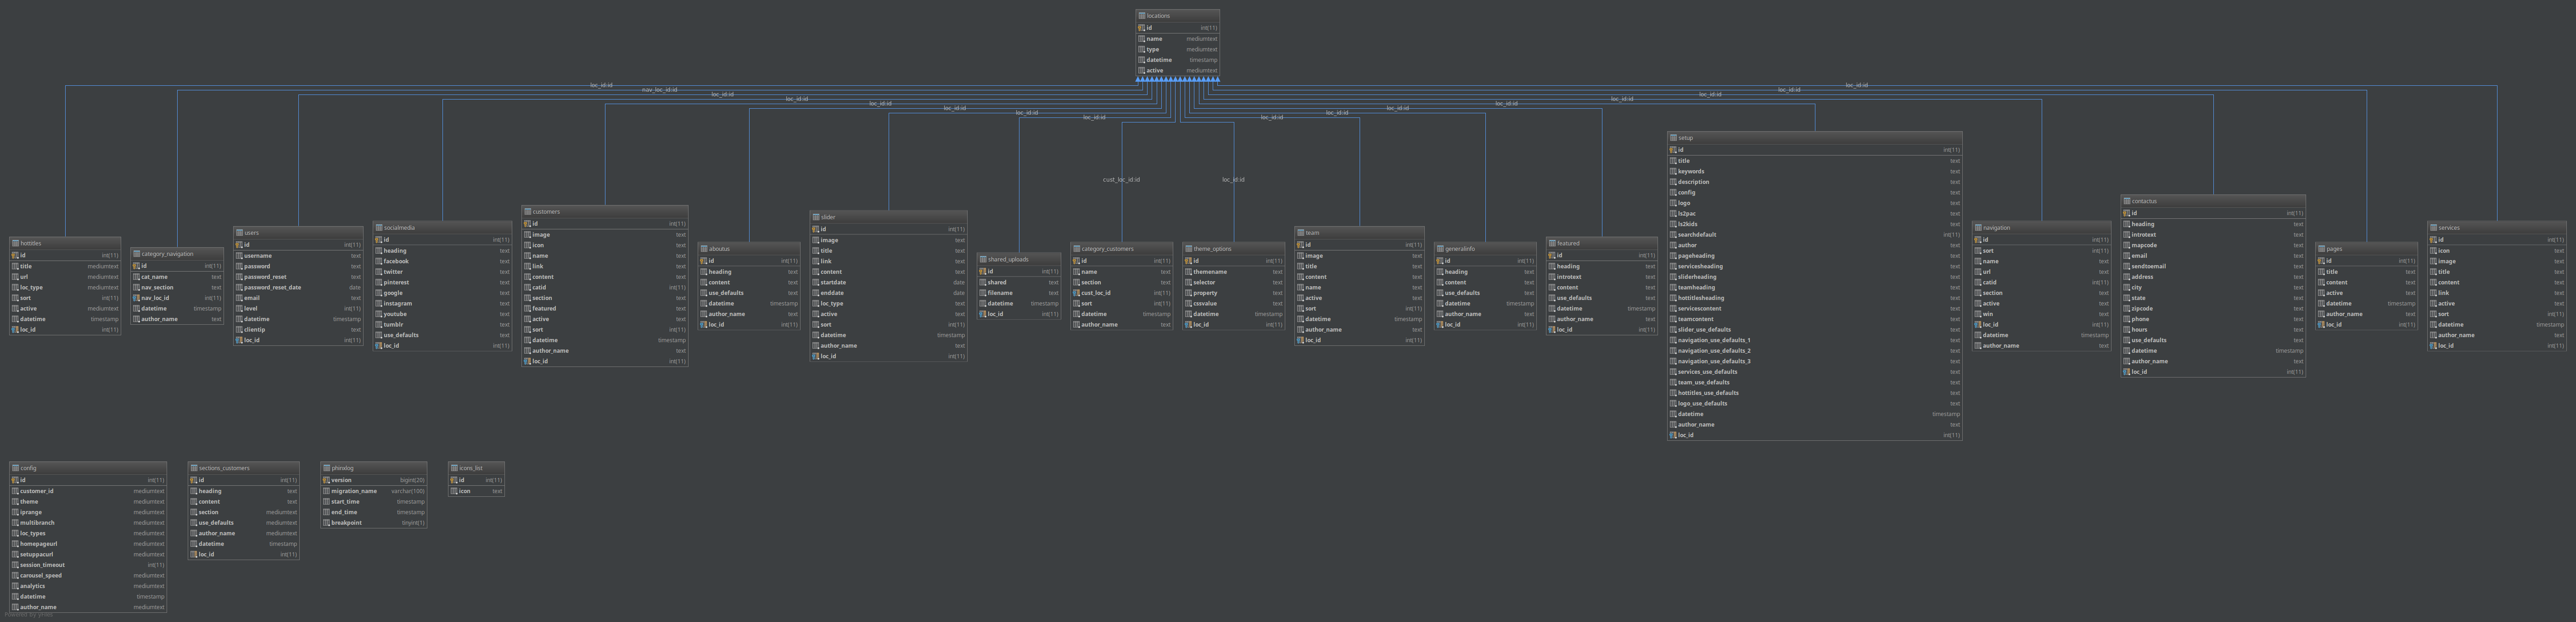 locations
id int(11)
name mediumtext
type mediumtext
datetime timestamp
active mediumtext
loc_id:id
nav_loc_id:id
loc_id:id
loc_id:id
loc_id:id
loc_id:id
loc_id:id
loc_id:id
cust_loc_id:id
loc_id:id
loc_id:id
loc_id:id
loc_id:id
loc_id:id
loc_id:id
loc_id:id
loc_id:id
loc_id:id
hottitles
id int(11)
title mediumtext
url mediumtext
loc_type mediumtext
sort int(11)
active mediumtext
datetime timestamp
loc_id int(11)
category_navigation
id int(11)
cat_name text
nav_section text
nav_loc_id int(11)
datetime timestamp
author_name text
users
id int(11)
username text
password text
password_reset text
password_reset_date date
email text
level int(11)
datetime timestamp
clientip text
loc_id int(11)
socialmedia
id int(11)
heading text
facebook text
twitter text
pinterest text
google text
instagram text
youtube text
tumblr text
use_defaults text
loc_id int(11)
customers
id int(11)
image text
icon text
name text
link text
content text
catid int(11)
section text
featured text
active text
sort int(11)
datetime timestamp
author_name text
loc_id int(11)
aboutus
id int(11)
heading text
content text
use_defaults text
datetime timestamp
author_name text
loc_id int(11)
slider
id int(11)
image text
title text
link text
content text
startdate date
enddate date
loc_type text
active text
sort int(11)
datetime timestamp
author_name text
loc_id int(11)
shared_uploads
id int(11)
shared text
filename text
datetime timestamp
loc_id int(11)
category_customers
id int(11)
name text
section text
cust_loc_id int(11)
sort int(11)
datetime timestamp
author_name text
theme_options
id int(11)
themename text
selector text
property text
cssvalue text
datetime timestamp
loc_id int(11)
team
id int(11)
image text
title text
content text
name text
active text
sort int(11)
datetime timestamp
author_name text
loc_id int(11)
generalinfo
id int(11)
heading text
content text
use_defaults text
datetime timestamp
author_name text
loc_id int(11)
featured
id int(11)
heading text
introtext text
content text
use_defaults text
datetime timestamp
author_name text
loc_id int(11)
setup
id int(11)
title text
keywords text
description text
config text
logo text
ls2pac text
ls2kids text
searchdefault int(11)
author text
pageheading text
servicesheading text
sliderheading text
teamheading text
hottitlesheading text
servicescontent text
teamcontent text
slider_use_defaults text
navigation_use_defaults_1 text
navigation_use_defaults_2 text
navigation_use_defaults_3 text
services_use_defaults text
team_use_defaults text
hottitles_use_defaults text
logo_use_defaults text
datetime timestamp
author_name text
loc_id int(11)
navigation
id int(11)
sort int(11)
name text
url text
catid int(11)
section text
active text
win text
loc_id int(11)
datetime timestamp
author_name text
contactus
id int(11)
heading text
introtext text
mapcode text
email text
sendtoemail text
address text
city text
state text
zipcode text
phone text
hours text
use_defaults text
datetime timestamp
author_name text
loc_id int(11)
pages
id int(11)
title text
content text
active text
datetime timestamp
author_name text
loc_id int(11)
services
id int(11)
icon text
image text
title text
content text
link text
active text
sort int(11)
datetime timestamp
author_name text
loc_id int(11)
config
id int(11)
customer_id mediumtext
theme mediumtext
iprange mediumtext
multibranch mediumtext
loc_types mediumtext
homepageurl mediumtext
setuppacurl mediumtext
session_timeout int(11)
carousel_speed mediumtext
analytics mediumtext
datetime timestamp
author_name mediumtext
sections_customers
id int(11)
heading text
content text
section mediumtext
use_defaults mediumtext
author_name mediumtext
datetime timestamp
loc_id int(11)
phinxlog
version bigint(20)
migration_name varchar(100)
start_time timestamp
end_time timestamp
breakpoint tinyint(1)
icons_list
id int(11)
icon text
Powered by yFiles